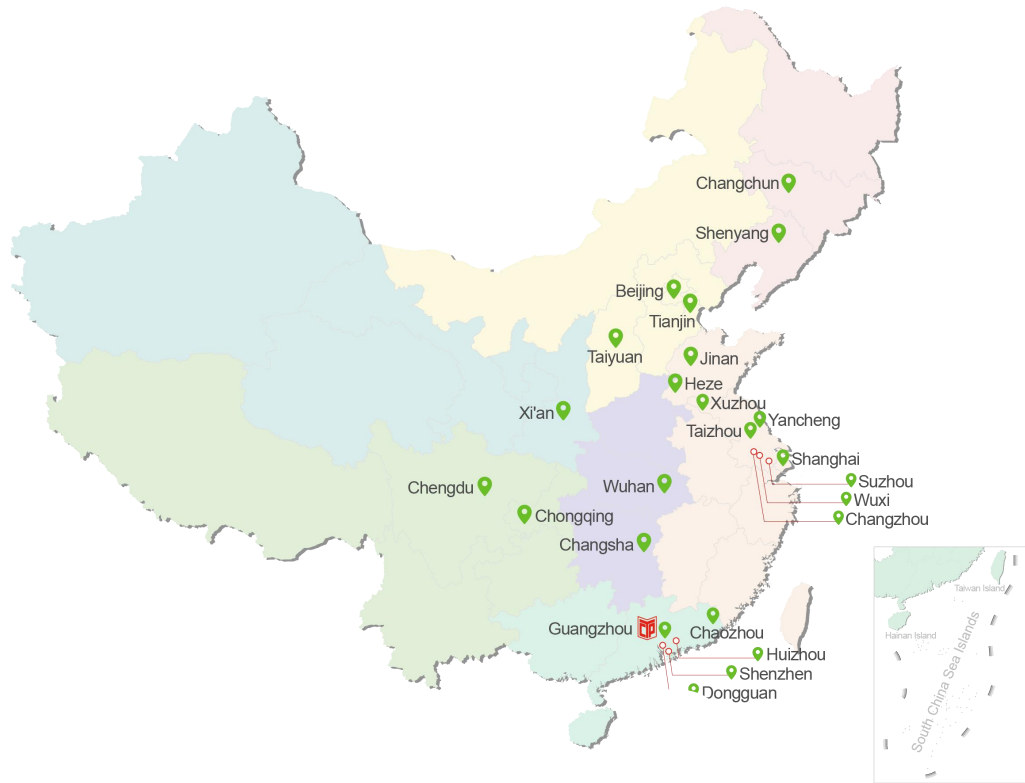 Changchun
Shenyang
Beijing
Tianjin
Taiyuan
Jinan
Heze
Xuzhou
Xi'an
Yancheng
Taizhou
Shanghai
Suzhou
Chengdu
Wuhan
Wuxi
Chongqing
Changzhou
Changsha
Taiwan Island
Guangzhou
Chaozhou
Hainan Island
Huizhou
Shenzhen
Dongguan
South China Sea Islands